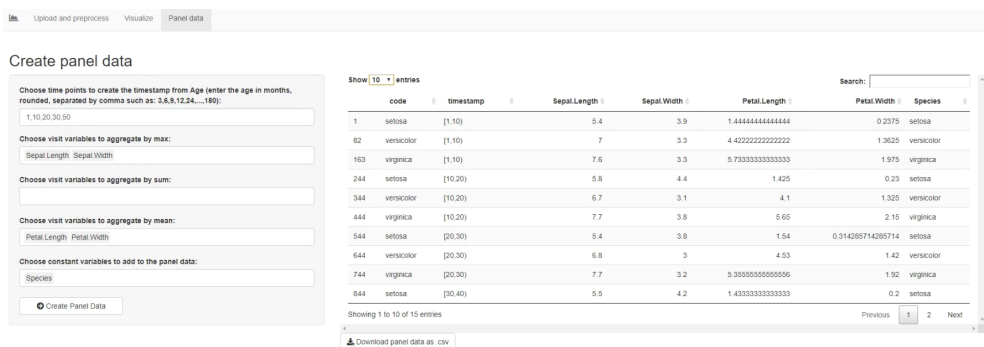 Upload and preprocess Visualize Panel data
Create panel data
Choose time points to create the timestamp from Age (enter the age in months,
rounded, separated by comma such as: 3,6,9,12,24,...,180):
1,10,20,30,50
Choose visit variables to aggregate by max:
Sepal.Length Sepal.Width
Choose visit variables to aggregate by sum:
Choose visit variables to aggregate by mean:
Petal.Length Petal.Width
Choose constant variables to add to the panel data:
Species
Create Panel Data
Show 10 entries Search:
code timestamp Sepal.Length Sepal.Width Petal.Length Petal.Width Species
1 setosa [1,10) 5.4 3.9 1.44444444444444 0.2375 setosa
82 versicolor [1,10) 7 3.3 4.42222222222222 1.3625 versicolor
163 virginica [1,10) 7.6 3.3 5.73333333333333 1.975 virginica
244 setosa [10,20) 5.8 4.4 1.425 0.23 setosa
344 versicolor [10,20) 6.7 3.1 4.1 1.325 versicolor
444 virginica [10,20) 7.7 3.8 5.65 2.15 virginica
544 setosa [20,30) 5.4 3.8 1.54 0.314285714285714 setosa
644 versicolor [20,30) 6.8 3 4.53 1.42 versicolor
744 virginica [20,30) 7.7 3.2 5.35555555555556 1.92 virginica
844 setosa [30,40) 5.5 4.2 1.43333333333333 0.2 setosa
Showing 1 to 10 of 15 entries Previous 1 2 Next
Download panel data as .csv